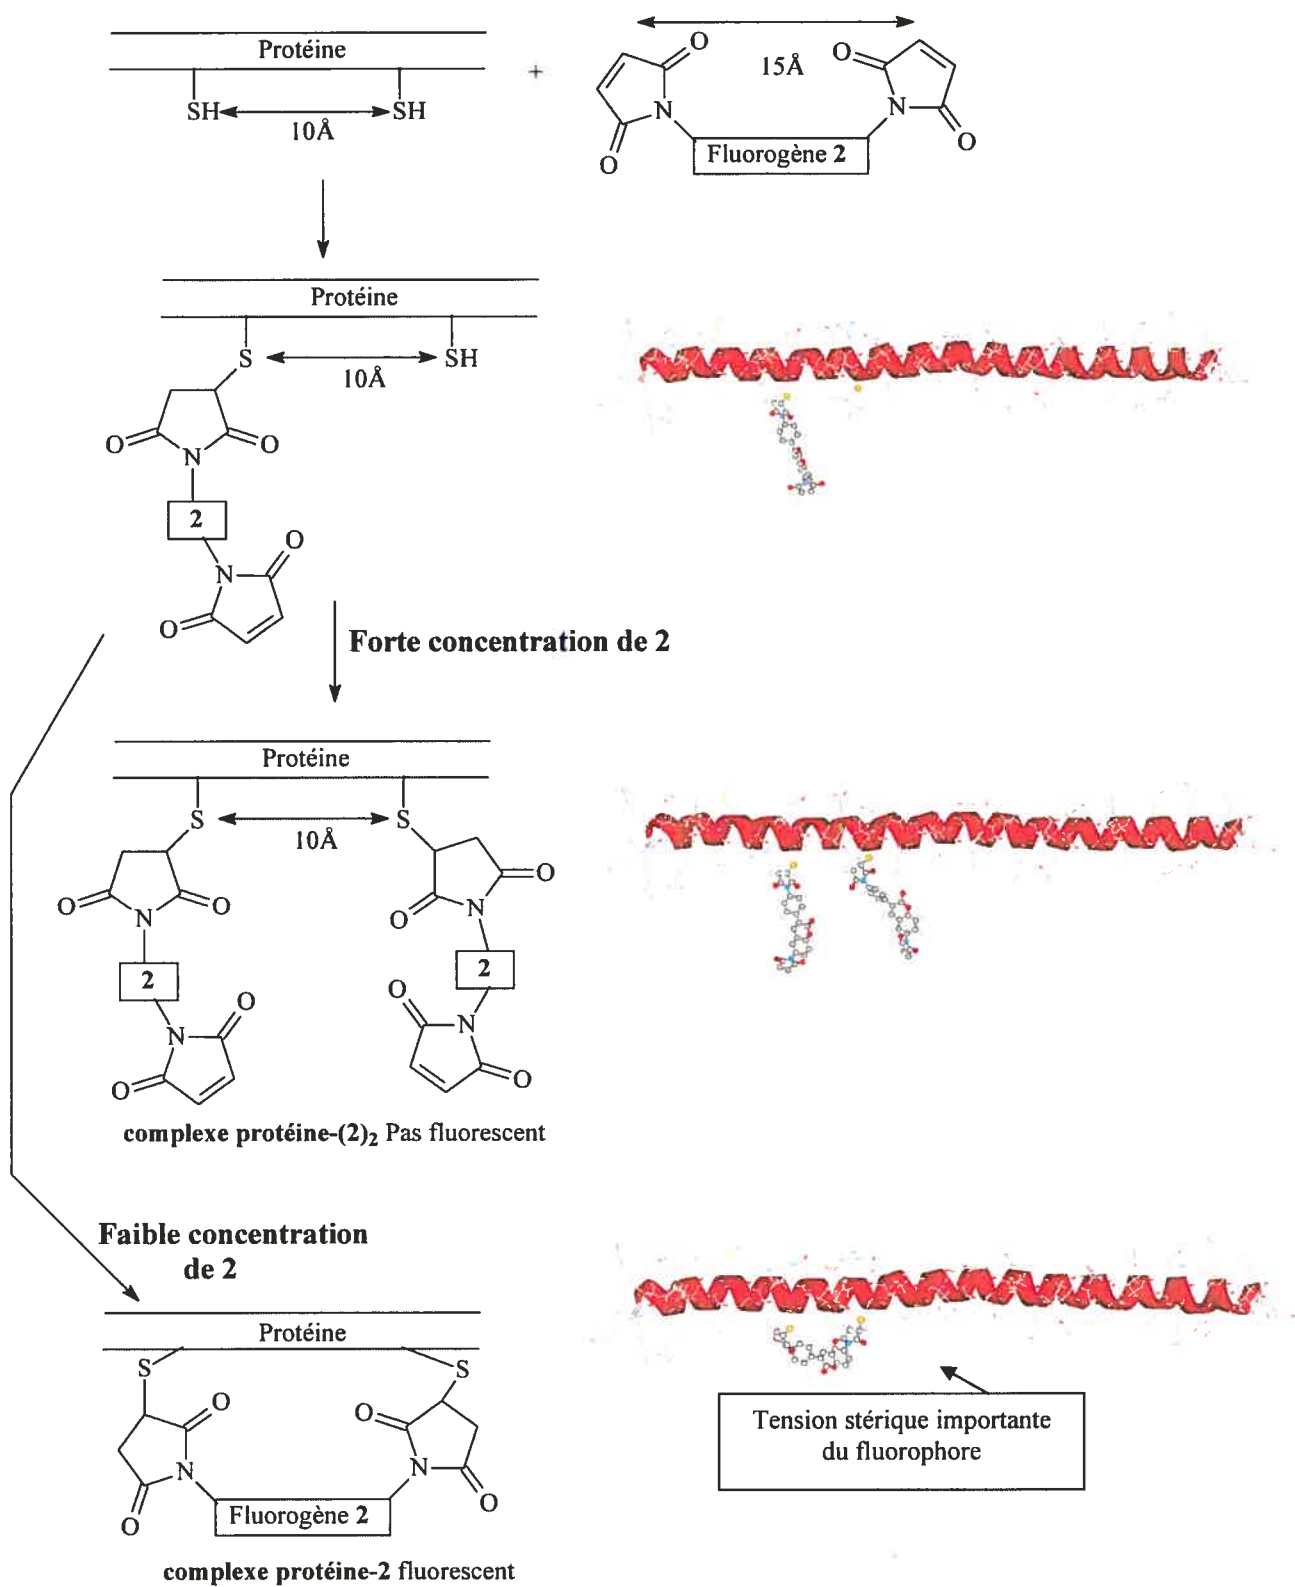 Protéine
SH
SH
10Å
+
15Å
O
O
N
N
O
O
Fluorogène 2
Protéine
S
SH
10Å
O
O
N
2
O
N
O
Forte concentration de 2
Protéine
S
S
10Å
O
O
N
O
O
N
2
2
O
O
N
N
O
O
complexe protéine-(2)₂ Pas fluorescent
Faible concentration
de 2
Protéine
S
S
O
O
N
N
O
O
Fluorogène 2
complexe protéine-2 fluorescent
Tension stérique importante
du fluorophore